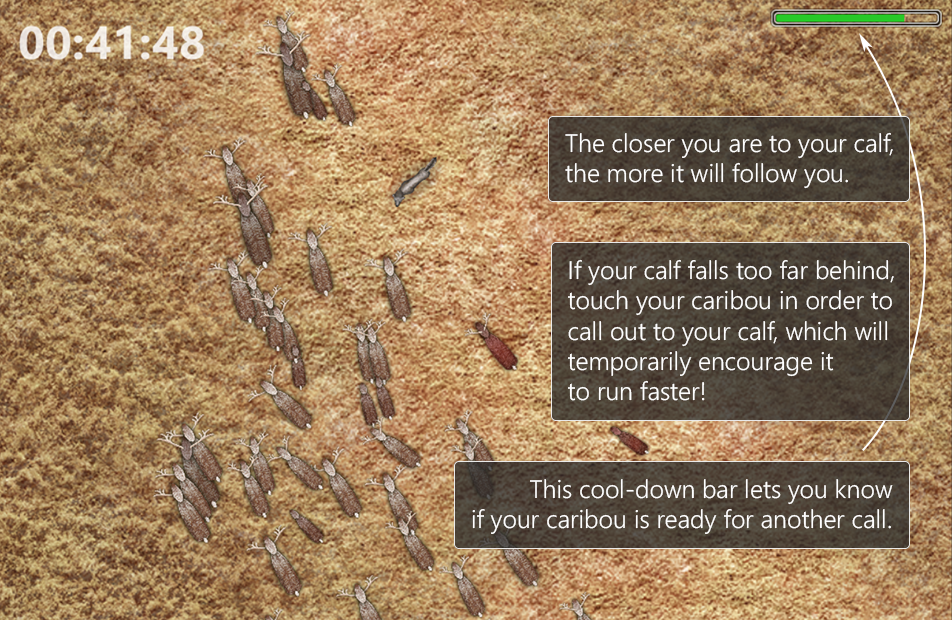 00:41:48
The closer you are to your calf,
the more it will follow you.
If your calf falls too far behind,
touch your caribou in order to
call out to your calf, which will
temporarily encourage it
to run faster!
This cool-down bar lets you know
if your caribou is ready for another call.